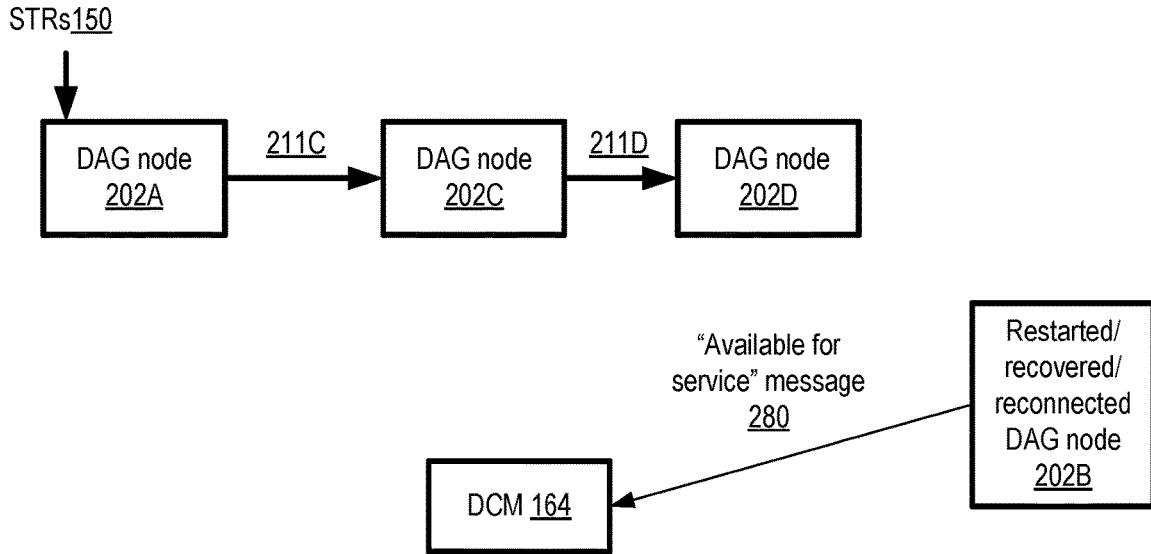 STRs150
211C
211D
DAG node
202A
DAG node
202C
DAG node
202D
“Available for
service” message
280
Restarted/
recovered/
reconnected
DAG node
202B
DCM 164